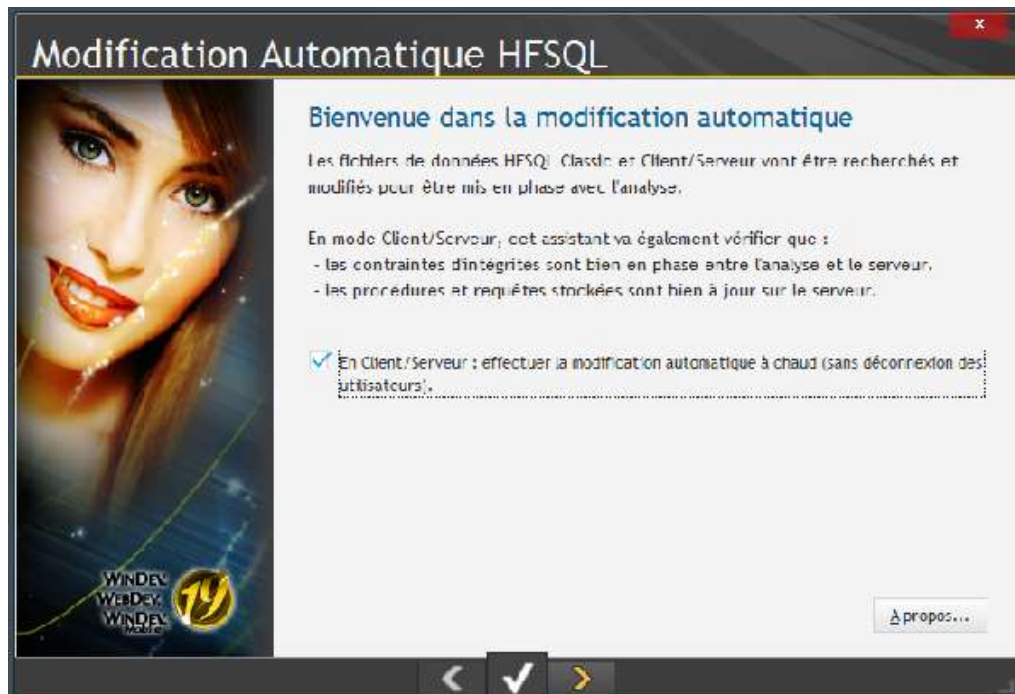 x
Modification Automatique HFSQL
Bienvenue dans la modification automatique
Les fichiers de données HFSQL Classic et Client/Serveur vont être recherchés et
modifiés pour être mis en phase avec l'analyse.
En mode Client/Serveur, cet assistant va également vérifier que :
- les contraintes d'intégrites sont bien en phase entre l'analyse et le serveur.
- les procédures et requêtes stockées sont bien à jour sur le serveur.
En Client/Serveur : effectuer la modification automatique à chaud (sans déconnexion des
utilisateurs).
WINDEV
WEBDEV
WINDEV
Mobile
19
A propos...